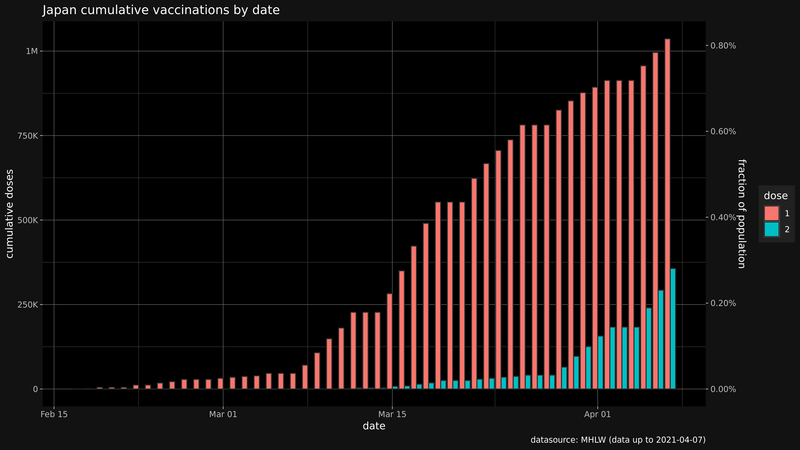 Japan cumulative vaccinations by date
1M
750K
500K
250K
0
cumulative doses
0.80%
0.60%
0.40%
0.20%
0.00%
fraction of population
dose
1
2
Feb 15
Mar 01
Mar 15
Apr 01
date
datasource: MHLW (data up to 2021-04-07)